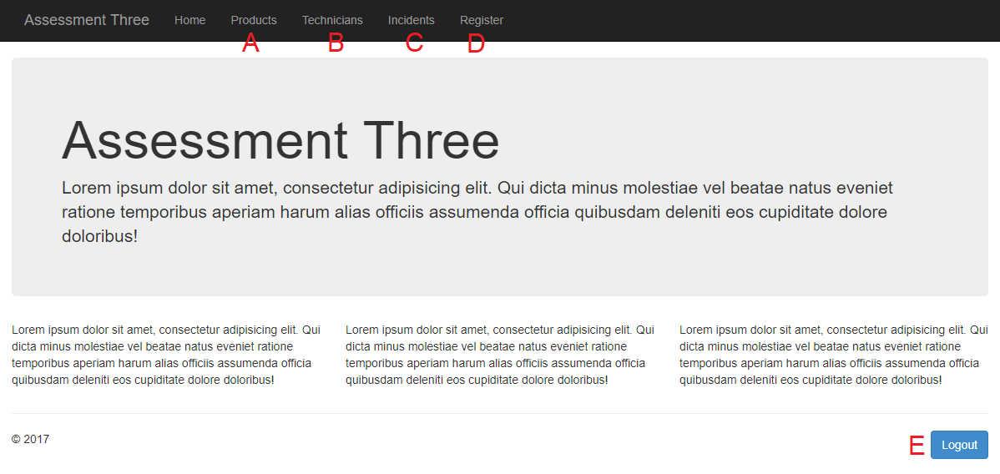 Assessment Three Home Products Technicians Incidents Register
A B C D
Assessment Three
Lorem ipsum dolor sit amet, consectetur adipisicing elit. Qui dicta minus molestiae vel beatae natus eveniet
ratione temporibus aperiam harum alias officiis assumenda officia quibusdam deleniti eos cupiditate dolore
doloribus!
Lorem ipsum dolor sit amet, consectetur adipisicing elit. Qui
dicta minus molestiae vel beatae natus eveniet ratione
temporibus aperiam harum alias officiis assumenda officia
quibusdam deleniti eos cupiditate dolore doloribus!
Lorem ipsum dolor sit amet, consectetur adipisicing elit. Qui
dicta minus molestiae vel beatae natus eveniet ratione
temporibus aperiam harum alias officiis assumenda officia
quibusdam deleniti eos cupiditate dolore doloribus!
Lorem ipsum dolor sit amet, consectetur adipisicing elit. Qui
dicta minus molestiae vel beatae natus eveniet ratione
temporibus aperiam harum alias officiis assumenda officia
quibusdam deleniti eos cupiditate dolore doloribus!
© 2017
E Logout